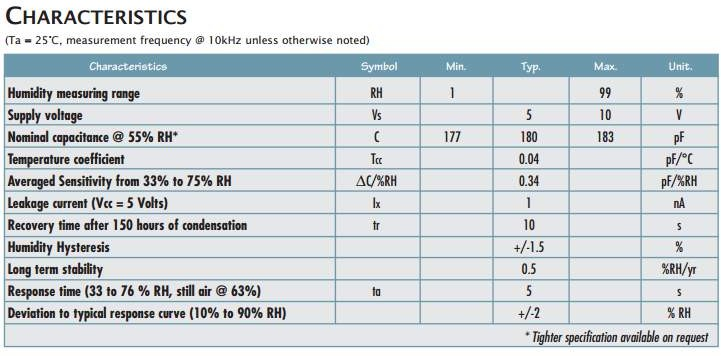 CHARACTERISTICS
(Ta = 25°C, measurement frequency @ 10kHz unless otherwise noted)
Characteristics Symbol Min. Typ. Max. Unit.
Humidity measuring range RH 1 99 %
Supply voltage Vs 5 10 V
Nominal capacitance @ 55% RH* C 177 180 183 pF
Temperature coefficient Tcc 0.04 pF/°C
Averaged Sensitivity from 33% to 75% RH ΔC/%RH 0.34 pF/%RH
Leakage current (Vcc = 5 Volts) Ix 1 nA
Recovery time after 150 hours of condensation tr 10 s
Humidity Hysteresis +/-1.5 %
Long term stability 0.5 %RH/yr
Response time (33 to 76 % RH, still air @ 63%) ta 5 s
Deviation to typical response curve (10% to 90% RH) +/-2 % RH
* Tighter specification available on request